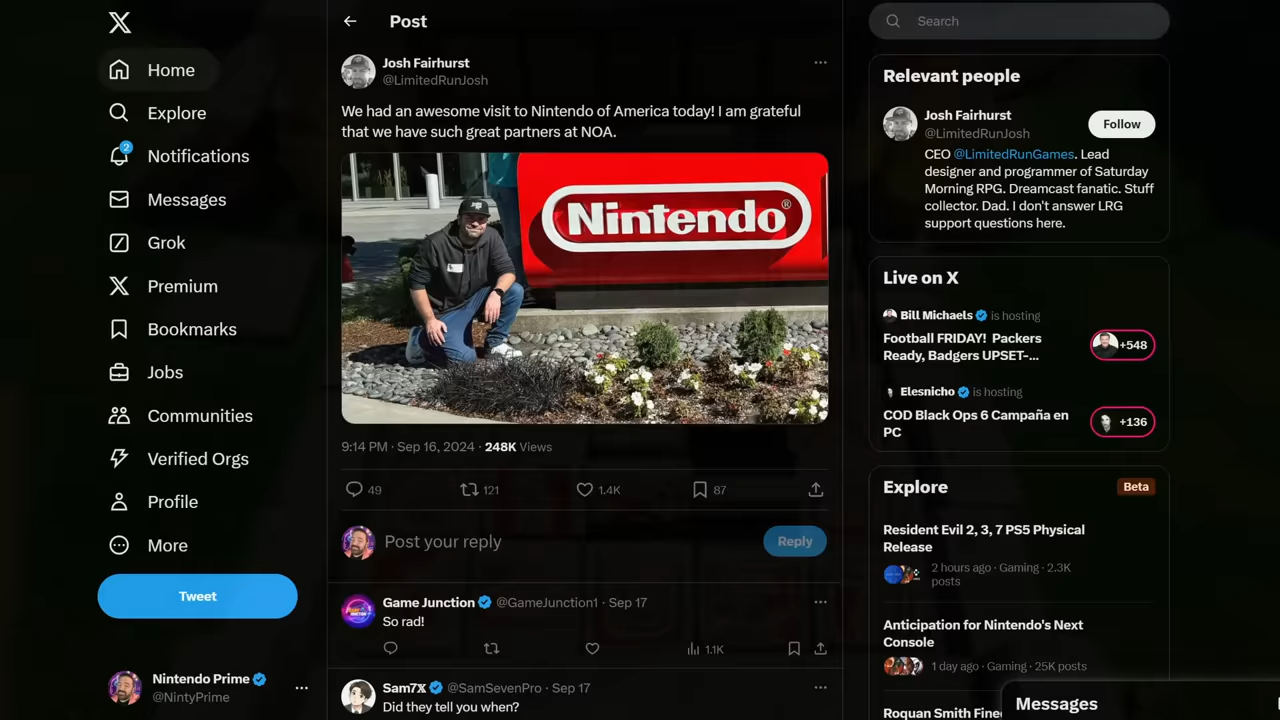 Home
Explore
2
Notifications
Messages
Grok
Premium
Bookmarks
Jobs
Communities
Verified Orgs
Profile
More
Tweet
Nintendo Prime
@NintyPrime
Post
Josh Fairhurst
@LimitedRunJosh
We had an awesome visit to Nintendo of America today! I am grateful
that we have such great partners at NOA.
Nintendo®
9:14 PM · Sep 16, 2024 · 248K Views
49 121 1.4K 87
Post your reply
Reply
Game Junction @GameJunction1 · Sep 17
So rad!
1.1K
Sam7X @SamSevenPro · Sep 17
Did they tell you when?
Search
Relevant people
Josh Fairhurst
@LimitedRunJosh
Follow
CEO @LimitedRunGames. Lead
designer and programmer of Saturday
Morning RPG. Dreamcast fanatic. Stuff
collector. Dad. I don't answer LRG
support questions here.
Live on X
Bill Michaels is hosting
Football FRIDAY! Packers
Ready, Badgers UPSET-...
+548
Elesnicho is hosting
COD Black Ops 6 Campaña en
PC
+136
Explore
Beta
Resident Evil 2, 3, 7 PS5 Physical
Release
2 hours ago · Gaming · 2.3K
posts
Anticipation for Nintendo's Next
Console
1 day ago · Gaming · 25K posts
Roquan Smith Fine
Messages